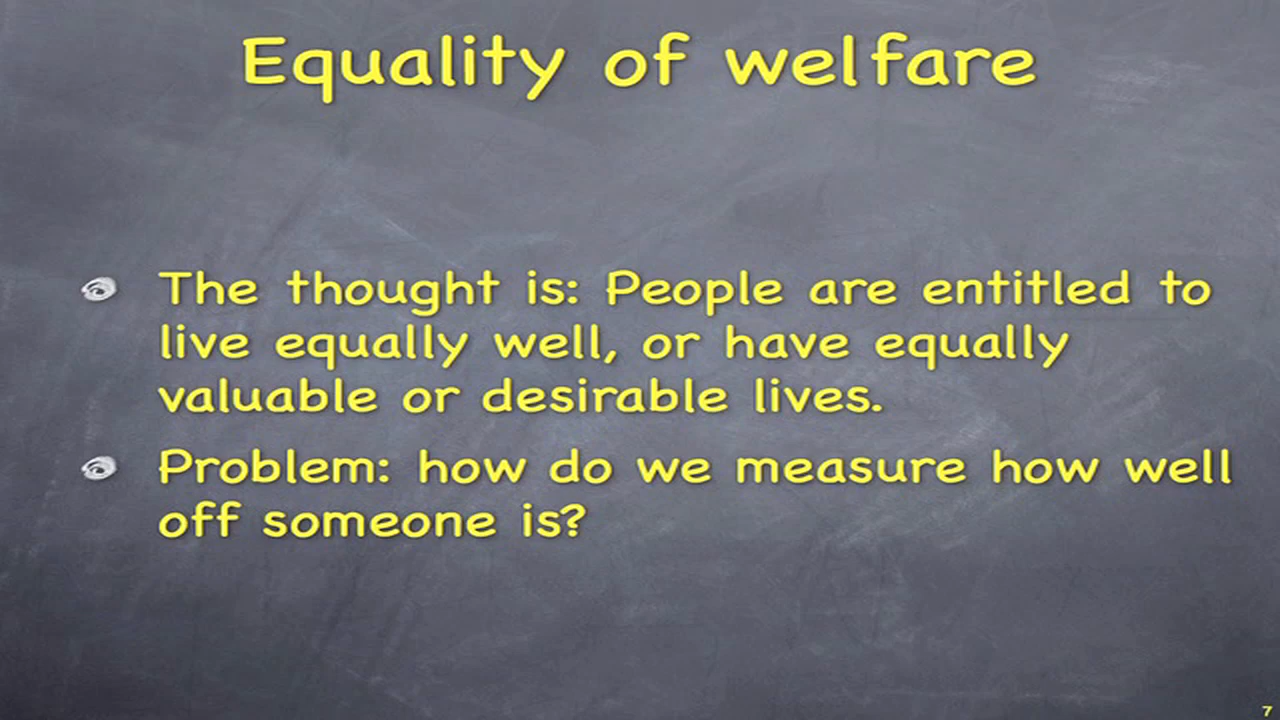 Equality of welfare
The thought is: People are entitled to
live equally well, or have equally
valuable or desirable lives.
Problem: how do we measure how well
off someone is?
7